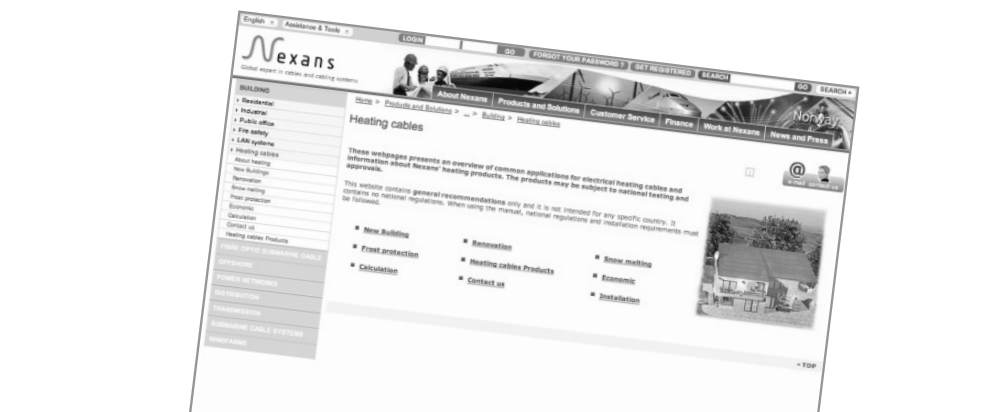 English
Assistance & Tools
LOGIN
GO
FORGOT YOUR PASSWORD ?
GET REGISTERED
SEARCH
GO
SEARCH
Nexans
Global expert in cables and cabling systems
Norway
About Nexans
Products and Solutions
Customer Service
Finance
Work at Nexans
News and Press
BUILDING
Residential
Industrial
Public office
Fire safety
LAN systems
Heating cables
About heating
New Buildings
Renovation
Snow melting
Frost protection
Economic
Calculation
Contact us
Heating cables Products
FIBRE OPTIC SUBMARINE CABLE
OFFSHORE
POWER NETWORKS
DISTRIBUTION
TRANSMISSION
SUBMARINE CABLE SYSTEMS
WINDFARMS
Home > Products and Solutions > ... > Building > Heating cables
Heating cables
@
e-mail contact us
These webpages presents an overview of common applications for electrical heating cables and
information about Nexans' heating products. The products may be subject to national testing and
approvals.
This website contains general recommendations only and it is not intended for any specific country. It
contains no national regulations. When using the manual, national regulations and installation requirements must
be followed.
New Building
Renovation
Snow melting
Frost protection
Heating cables Products
Economic
Calculation
Contact us
Installation
TOP